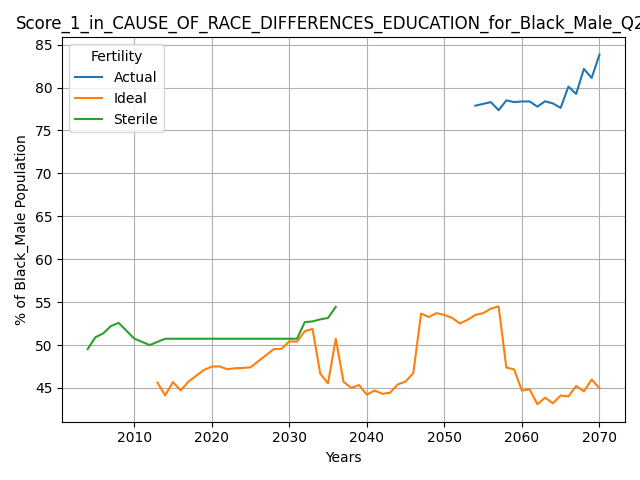 Score_1_in_CAUSE_OF_RACE_DIFFERENCES_EDUCATION_for_Black_Male_Q2
85
80
75
70
65
60
55
50
45
% of Black_Male Population
Fertility
Actual
Ideal
Sterile
2010 2020 2030 2040 2050 2060 2070
Years